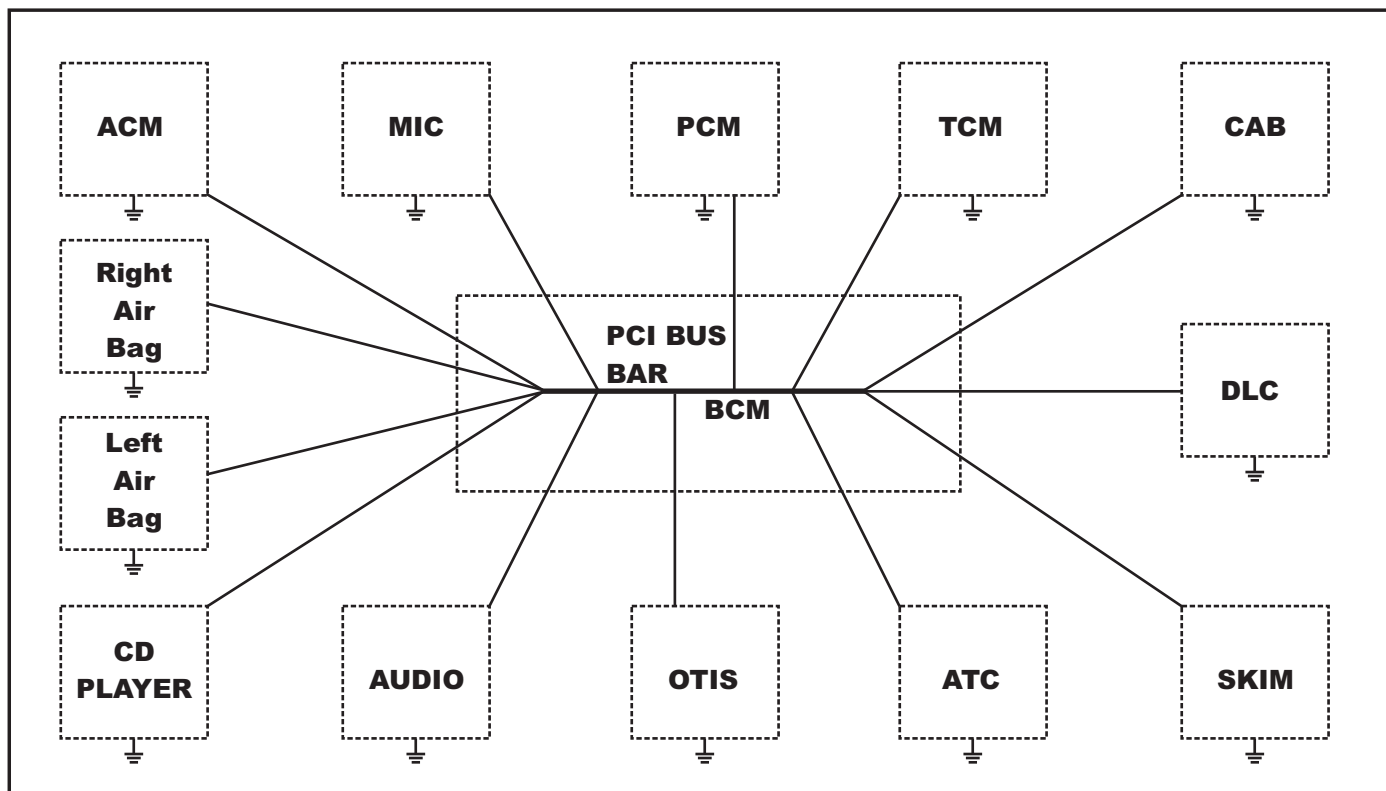 ACM
MIC
PCM
TCM
CAB
Right
Air
Bag
PCI BUS
BAR
BCM
DLC
Left
Air
Bag
CD
PLAYER
AUDIO
OTIS
ATC
SKIM